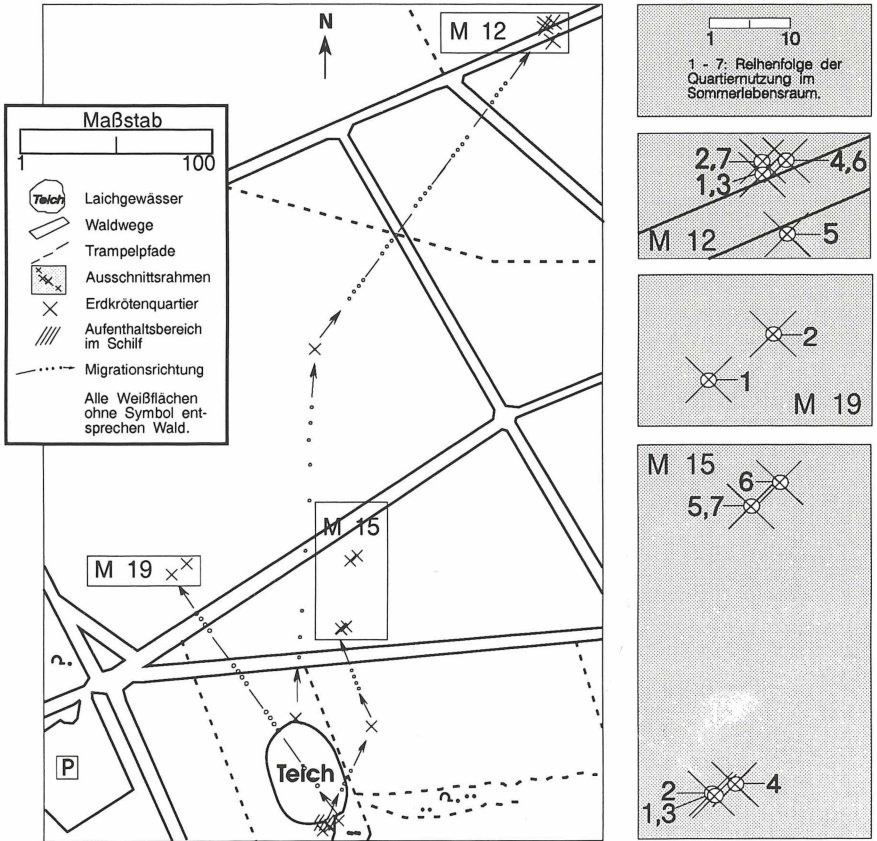 N
M 12
Maßstab
1 100
Teich
Laichgewässer
Waldwege
Trampelpfade
Ausschnittsrahmen
Erdkrötenquartier
Aufenthaltsbereich
im Schilf
Migrationsrichtung
Alle Weißflächen
ohne Symbol ent-
sprechen Wald.
M 15
M 19
P
Teich
1 10
1 - 7: Reihenfolge der
Quartiernutzung im
Sommerlebensraum.
2,7 4,6
1,3
5
M 12
2
1
M 19
M 15
6
5,7
2 4
1,3